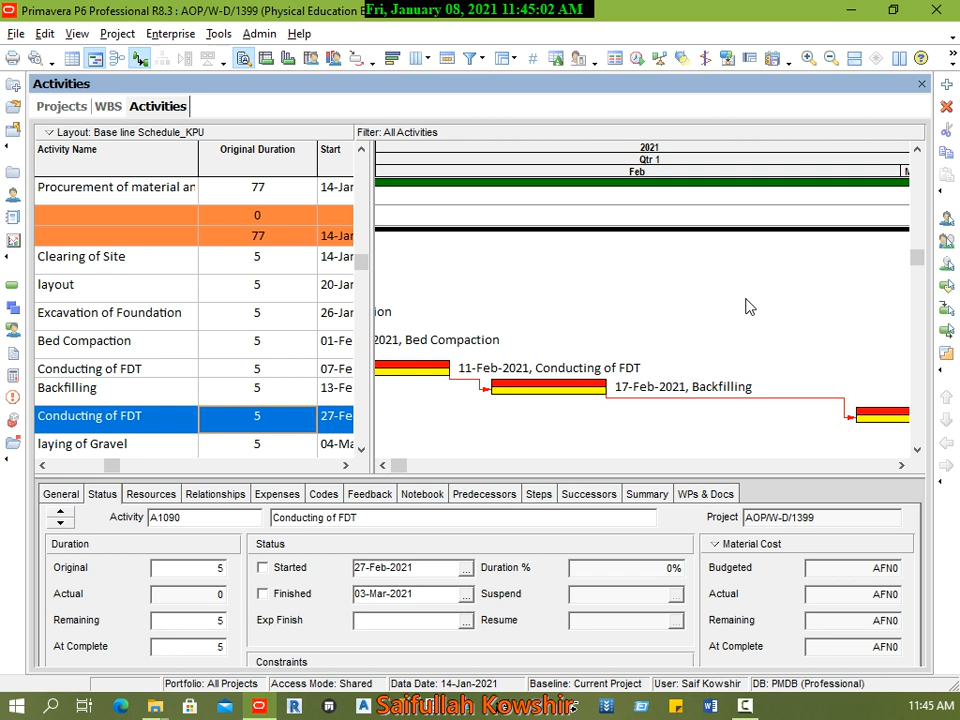 Primavera P6 Professional R8.3 : AOP/W-D/1399 (Physical Education E
Fri, January 08, 2021 11:45:02 AM
File Edit View Project Enterprise Tools Admin Help
Activities
Projects WBS Activities
Layout: Base line Schedule_KPU
Filter: All Activities
Activity Name Original Duration Start
2021
Qtr 1
Feb
Procurement of material an 77 14-Jan
0
77 14-Jan
Clearing of Site 5 14-Jan
layout 5 20-Jan
Excavation of Foundation 5 26-Jan
ion
Bed Compaction 5 01-Fe
2021, Bed Compaction
Conducting of FDT 5 07-Fe
11-Feb-2021, Conducting of FDT
Backfilling 5 13-Fe
17-Feb-2021, Backfilling
Conducting of FDT 5 27-Fe
laying of Gravel 5 04-Ma
General Status Resources Relationships Expenses Codes Feedback Notebook Predecessors Steps Successors Summary WPs & Docs
Activity A1090 Conducting of FDT Project AOP/W-D/1399
Duration Status Material Cost
Original 5 Started 27-Feb-2021 ... Duration % 0% Budgeted AFN0
Actual 0 Finished 03-Mar-2021 ... Suspend ... Actual AFN0
Remaining 5 Exp Finish ... Resume ... Remaining AFN0
At Complete 5 At Complete AFN0
Constraints
Portfolio: All Projects Access Mode: Shared Data Date: 14-Jan-2021 Baseline: Current Project User: Saif Kowshir DB: PMDB (Professional)
Saifullah Kowshir
11:45 AM